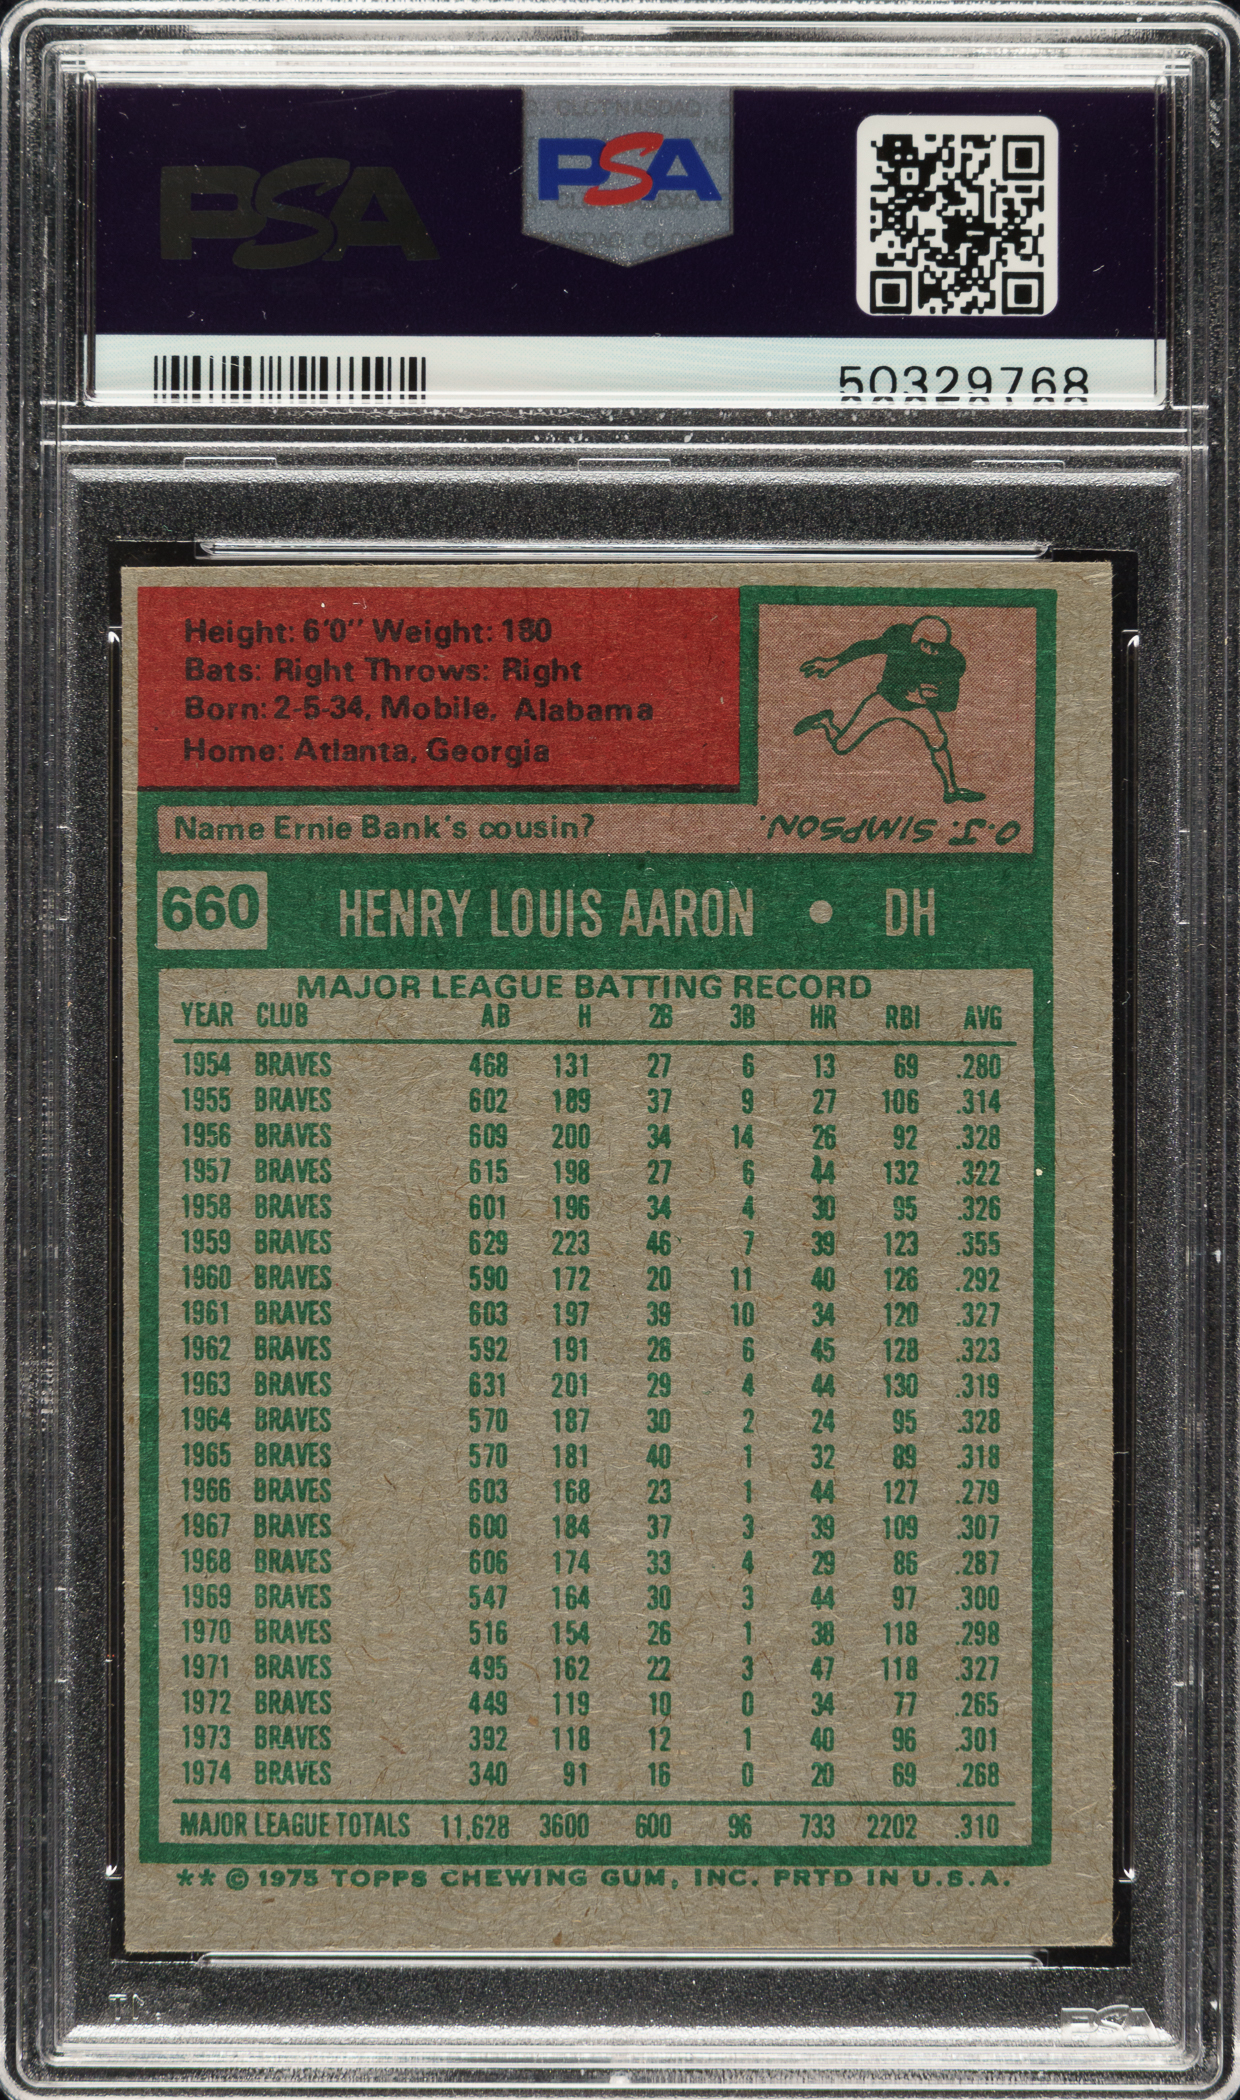 PSA
CLCT NASDAQ
PSA
CLCT NASDAQ
50329768
Height: 6'0" Weight: 180
Bats: Right Throws: Right
Born: 2-5-34, Mobile, Alabama
Home: Atlanta, Georgia
Name Ernie Bank's cousin?
O.J. SIMPSON.
660 HENRY LOUIS AARON • DH
MAJOR LEAGUE BATTING RECORD
YEAR CLUB AB H 2B 3B HR RBI AVG
1954 BRAVES 468 131 27 6 13 69 .280
1955 BRAVES 602 189 37 9 27 106 .314
1956 BRAVES 609 200 34 14 26 92 .328
1957 BRAVES 615 198 27 6 44 132 .322
1958 BRAVES 601 196 34 4 30 95 .326
1959 BRAVES 629 223 46 7 39 123 .355
1960 BRAVES 590 172 20 11 40 126 .292
1961 BRAVES 603 197 39 10 34 120 .327
1962 BRAVES 592 191 28 6 45 128 .323
1963 BRAVES 631 201 29 4 44 130 .319
1964 BRAVES 570 187 30 2 24 95 .328
1965 BRAVES 570 181 40 1 32 89 .318
1966 BRAVES 603 168 23 1 44 127 .279
1967 BRAVES 600 184 37 3 39 109 .307
1968 BRAVES 606 174 33 4 29 86 .287
1969 BRAVES 547 164 30 3 44 97 .300
1970 BRAVES 516 154 26 1 38 118 .298
1971 BRAVES 495 162 22 3 47 118 .327
1972 BRAVES 449 119 10 0 34 77 .265
1973 BRAVES 392 118 12 1 40 96 .301
1974 BRAVES 340 91 16 0 20 69 .268
MAJOR LEAGUE TOTALS 11,628 3600 600 96 733 2202 .310
** © 1975 TOPPS CHEWING GUM, INC. PRTD IN U.S.A.
PSA